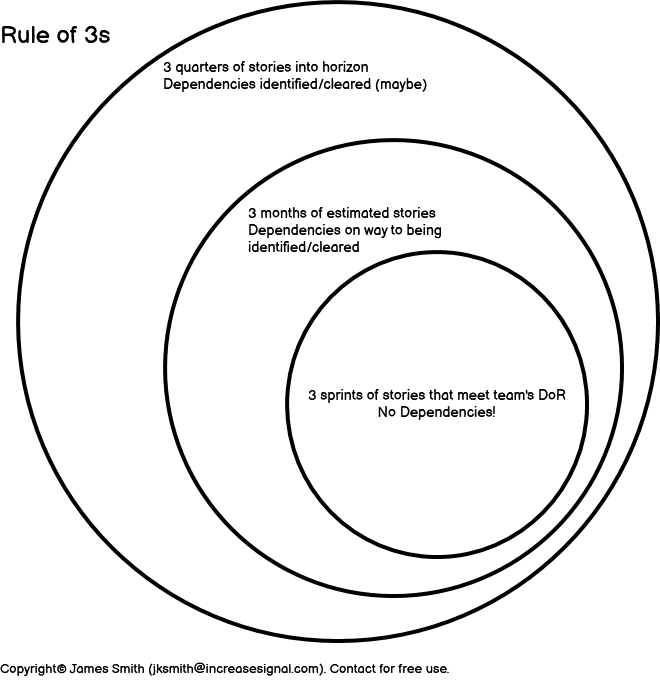 Rule of 3s
3 quarters of stories into horizon
Dependencies identified/cleared (maybe)
3 months of estimated stories
Dependencies on way to being
identified/cleared
3 sprints of stories that meet team's DoR
No Dependencies!
Copyright© James Smith (jksmith@increasesignal.com). Contact for free use.